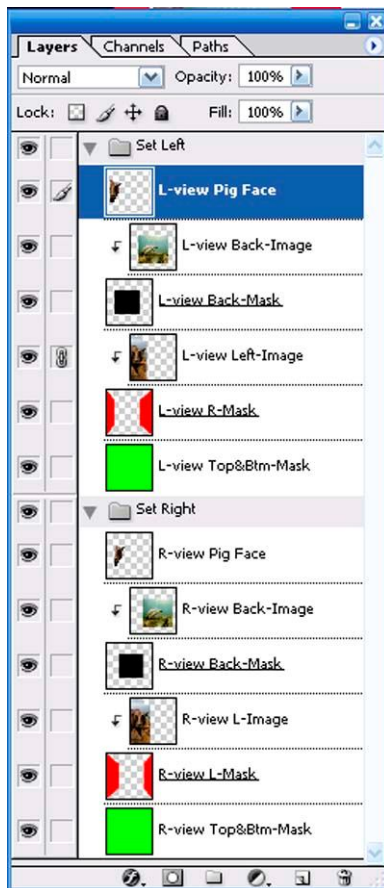 Layers Channels Paths
Normal Opacity: 100%
Lock: Fill: 100%
Set Left
L-view Pig Face
L-view Back-Image
L-view Back-Mask
L-view Left-Image
L-view R-Mask
L-view Top&Btm-Mask
Set Right
R-view Pig Face
R-view Back-Image
R-view Back-Mask
R-view L-Image
R-view L-Mask
R-view Top&Btm-Mask